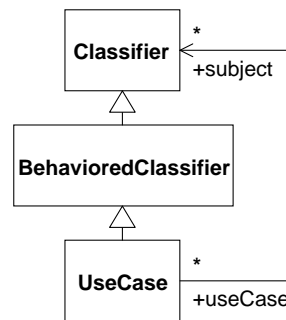 *
Classifier
+subject
BehavioredClassifier
*
UseCase
+useCase